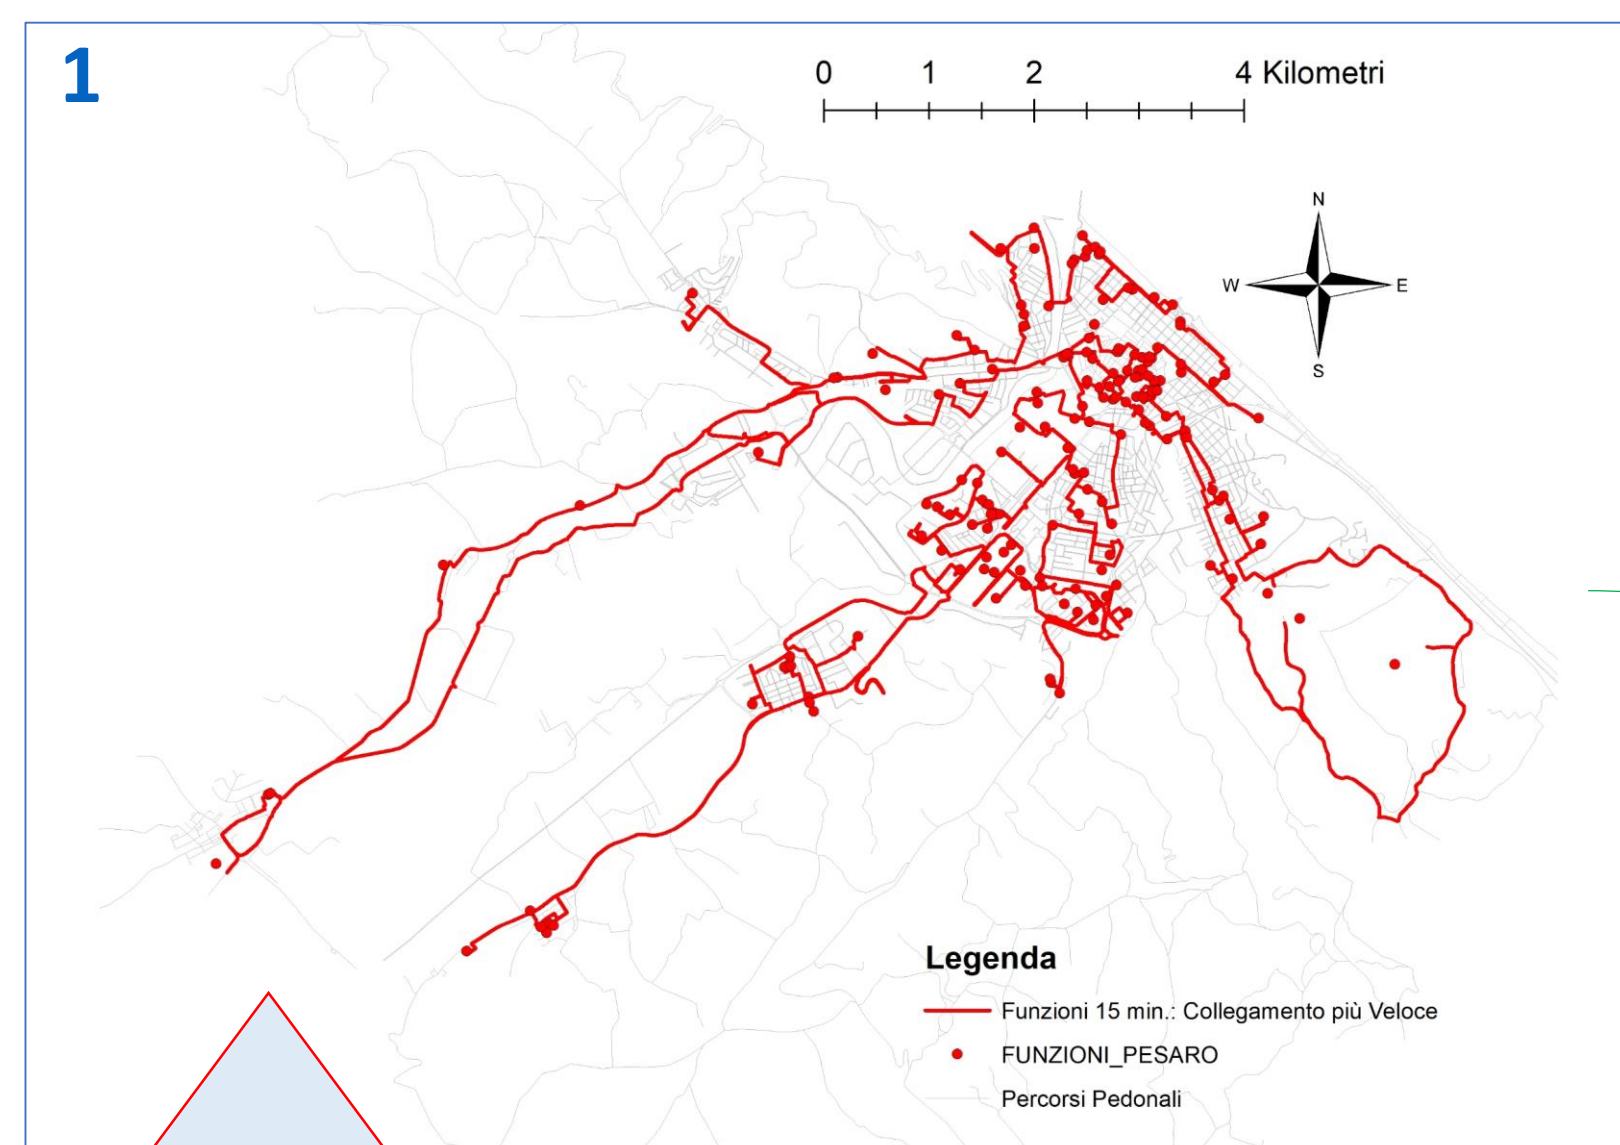 1
0 1 2 4 Kilometri
N
W E
S
Legenda
Funzioni 15 min.: Collegamento più Veloce
FUNZIONI_PESARO
Percorsi Pedonali